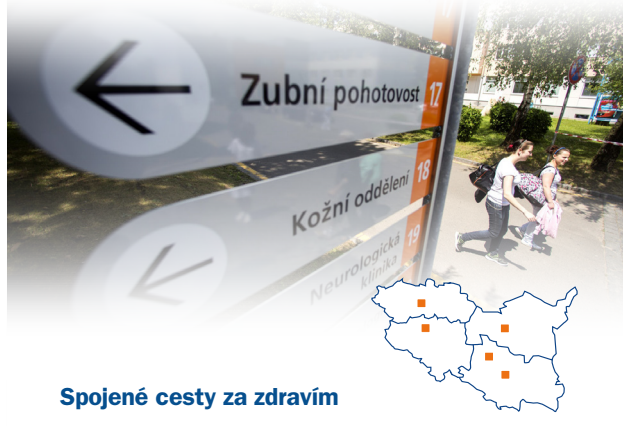 Zubní pohotovost 17
Kožní oddělení 18
Neurologická 19
klinika
Spojené cesty za zdravím